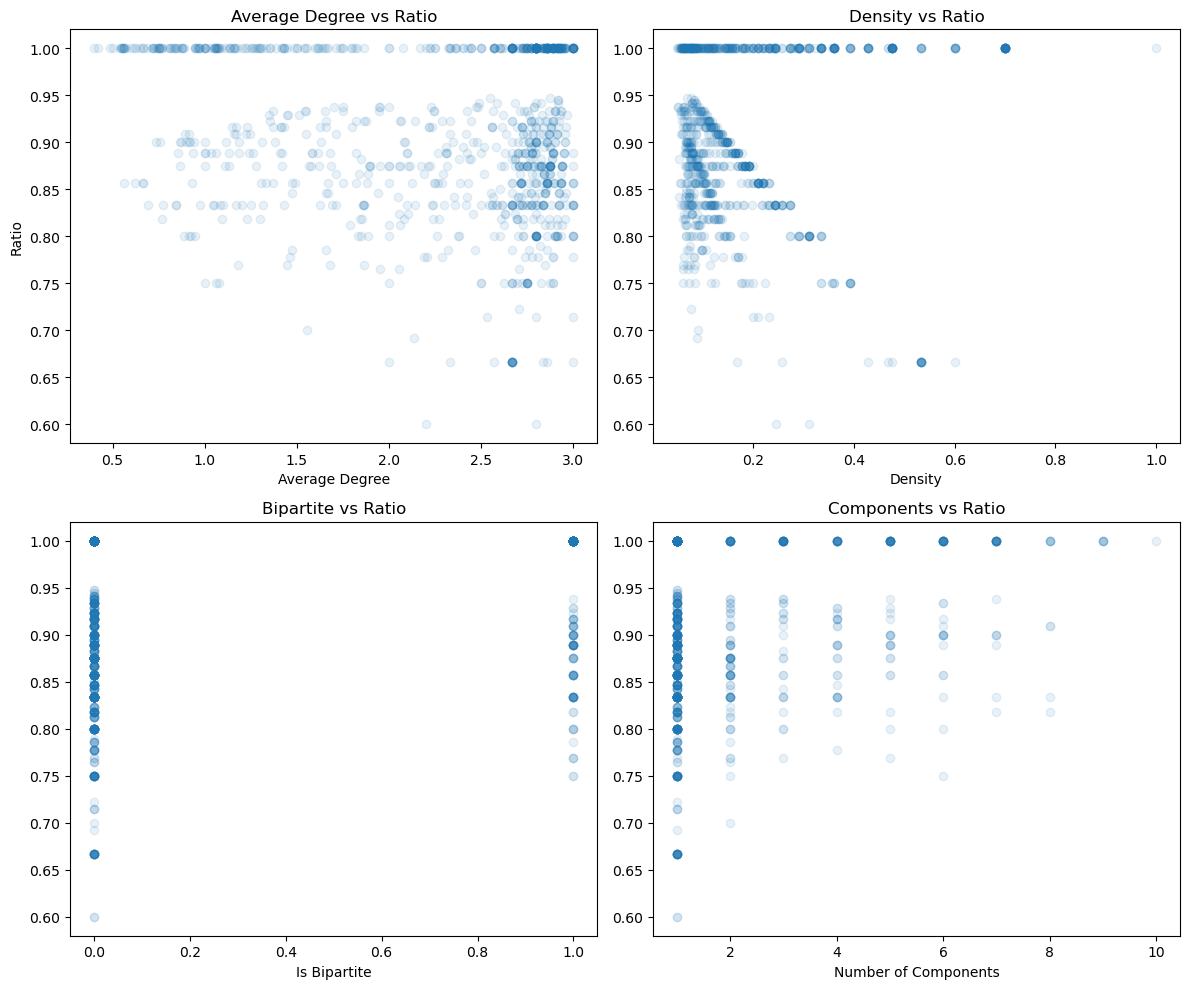 Average Degree vs Ratio
Ratio
1.00
0.95
0.90
0.85
0.80
0.75
0.70
0.65
0.60
0.5 1.0 1.5 2.0 2.5 3.0
Average Degree
Density vs Ratio
1.00
0.95
0.90
0.85
0.80
0.75
0.70
0.65
0.60
0.2 0.4 0.6 0.8 1.0
Density
Bipartite vs Ratio
1.00
0.95
0.90
0.85
0.80
0.75
0.70
0.65
0.60
0.0 0.2 0.4 0.6 0.8 1.0
Is Bipartite
Components vs Ratio
1.00
0.95
0.90
0.85
0.80
0.75
0.70
0.65
0.60
2 4 6 8 10
Number of Components